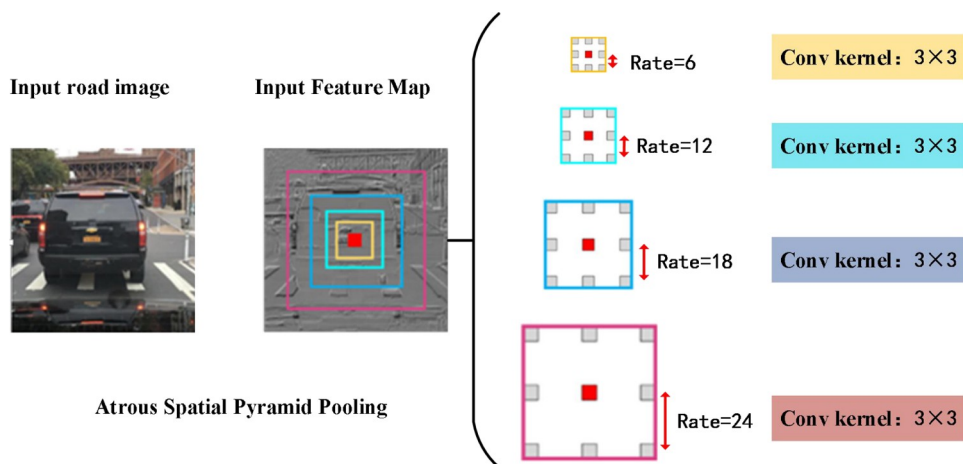 Input road image
Input Feature Map
Rate=6
Conv kernel: 3×3
Rate=12
Conv kernel: 3×3
Rate=18
Conv kernel: 3×3
Rate=24
Conv kernel: 3×3
Atrous Spatial Pyramid Pooling